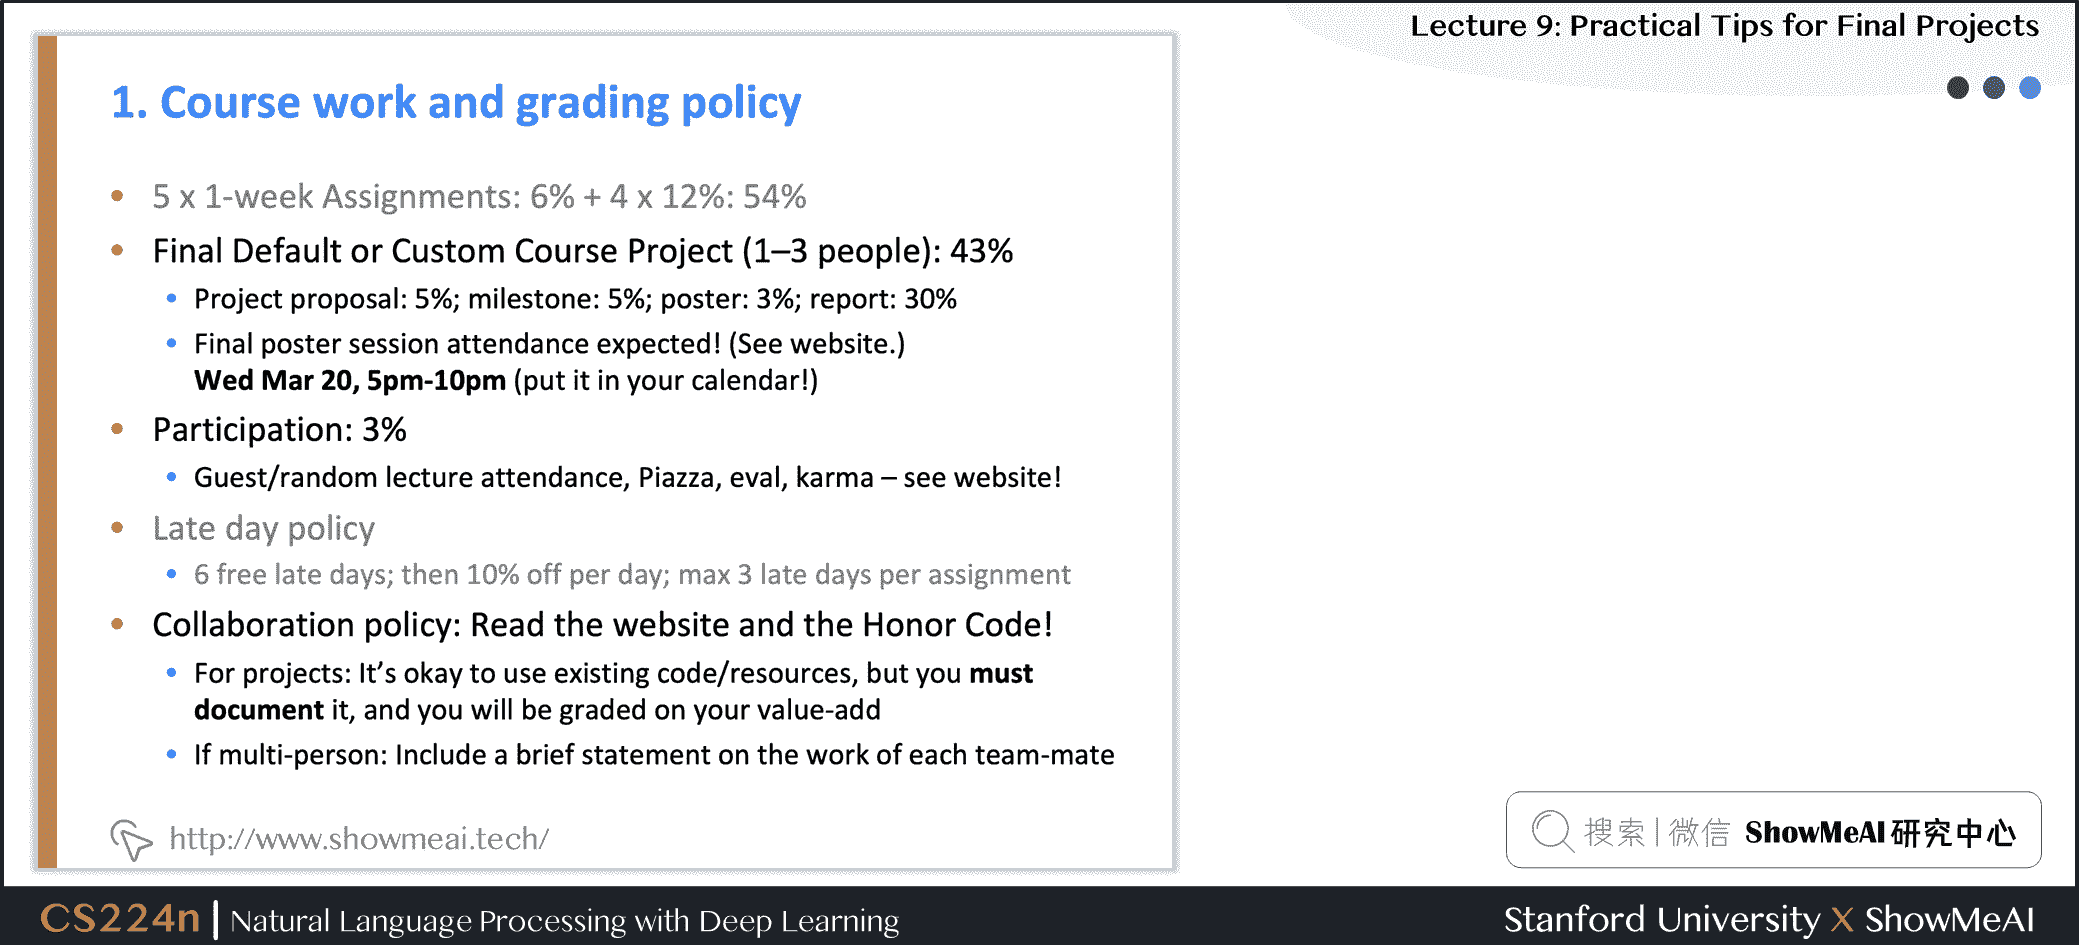 Lecture 9: Practical Tips for Final Projects
1. Course work and grading policy
• 5 x 1-week Assignments: 6% + 4 x 12%: 54%
• Final Default or Custom Course Project (1–3 people): 43%
• Project proposal: 5%; milestone: 5%; poster: 3%; report: 30%
• Final poster session attendance expected! (See website.)
Wed Mar 20, 5pm-10pm (put it in your calendar!)
• Participation: 3%
• Guest/random lecture attendance, Piazza, eval, karma – see website!
• Late day policy
• 6 free late days; then 10% off per day; max 3 late days per assignment
• Collaboration policy: Read the website and the Honor Code!
• For projects: It’s okay to use existing code/resources, but you must
document it, and you will be graded on your value-add
• If multi-person: Include a brief statement on the work of each team-mate
http://www.showmeai.tech/
搜索 | 微信 ShowMeAI 研究中心
CS224n | Natural Language Processing with Deep Learning
Stanford University X ShowMeAI